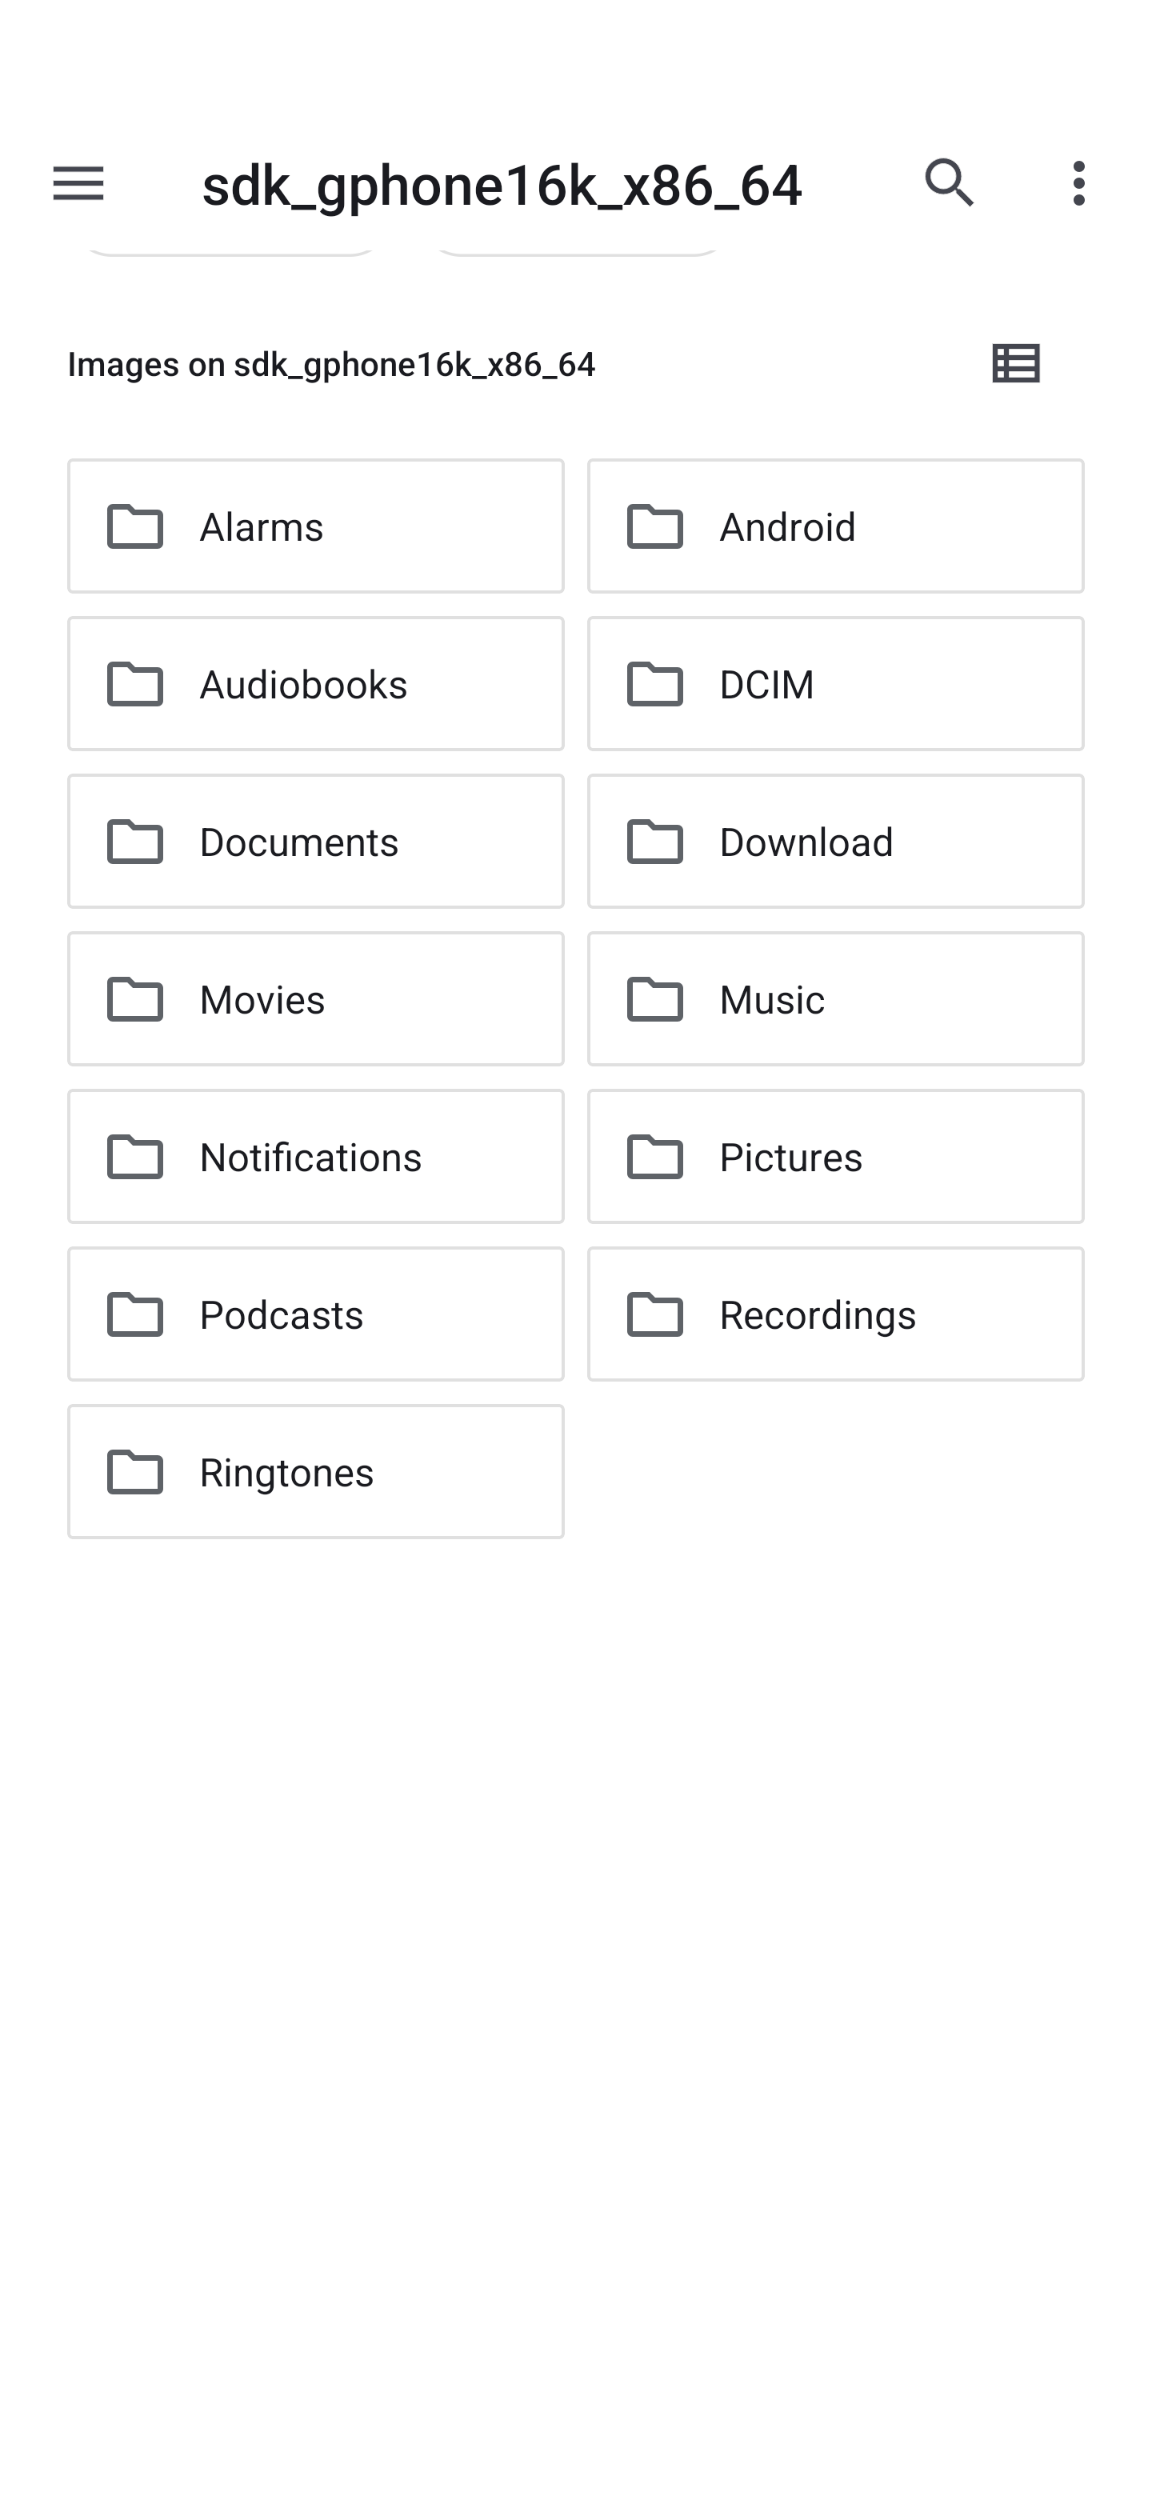 sdk_gphone16k_x86_64
Images on sdk_gphone16k_x86_64
Alarms
Android
Audiobooks
DCIM
Documents
Download
Movies
Music
Notifications
Pictures
Podcasts
Recordings
Ringtones